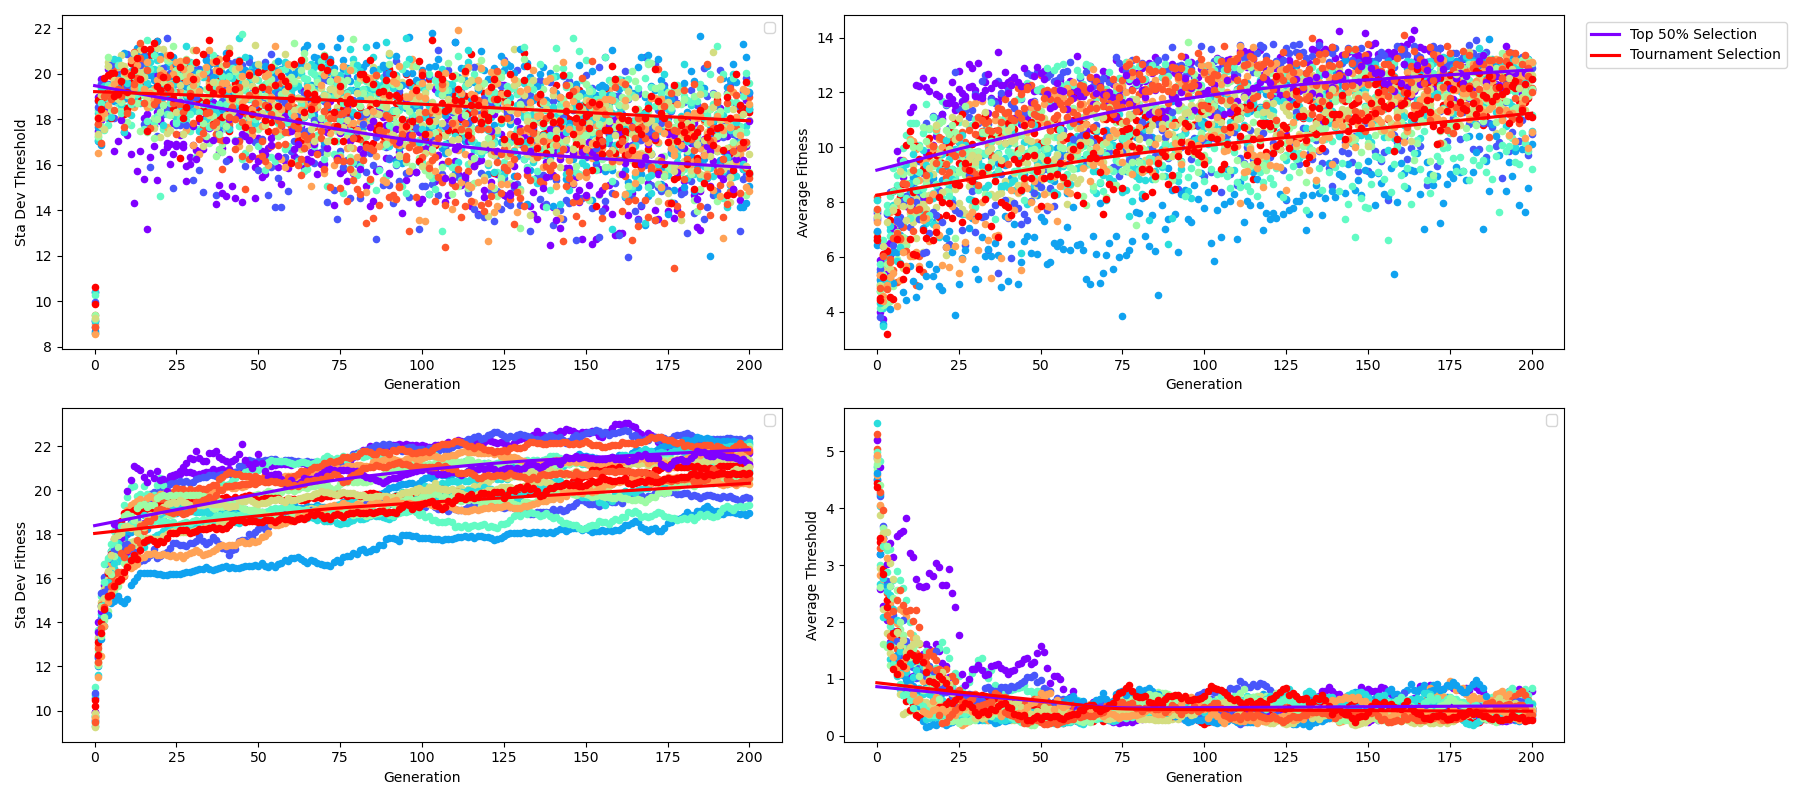 22
20
18
16
14
12
10
8
Sta Dev Threshold
0 25 50 75 100 125 150 175 200
Generation
14
12
10
8
6
4
Average Fitness
0 25 50 75 100 125 150 175 200
Generation
Top 50% Selection
Tournament Selection
22
20
18
16
14
12
10
Sta Dev Fitness
0 25 50 75 100 125 150 175 200
Generation
5
4
3
2
1
0
Average Threshold
0 25 50 75 100 125 150 175 200
Generation